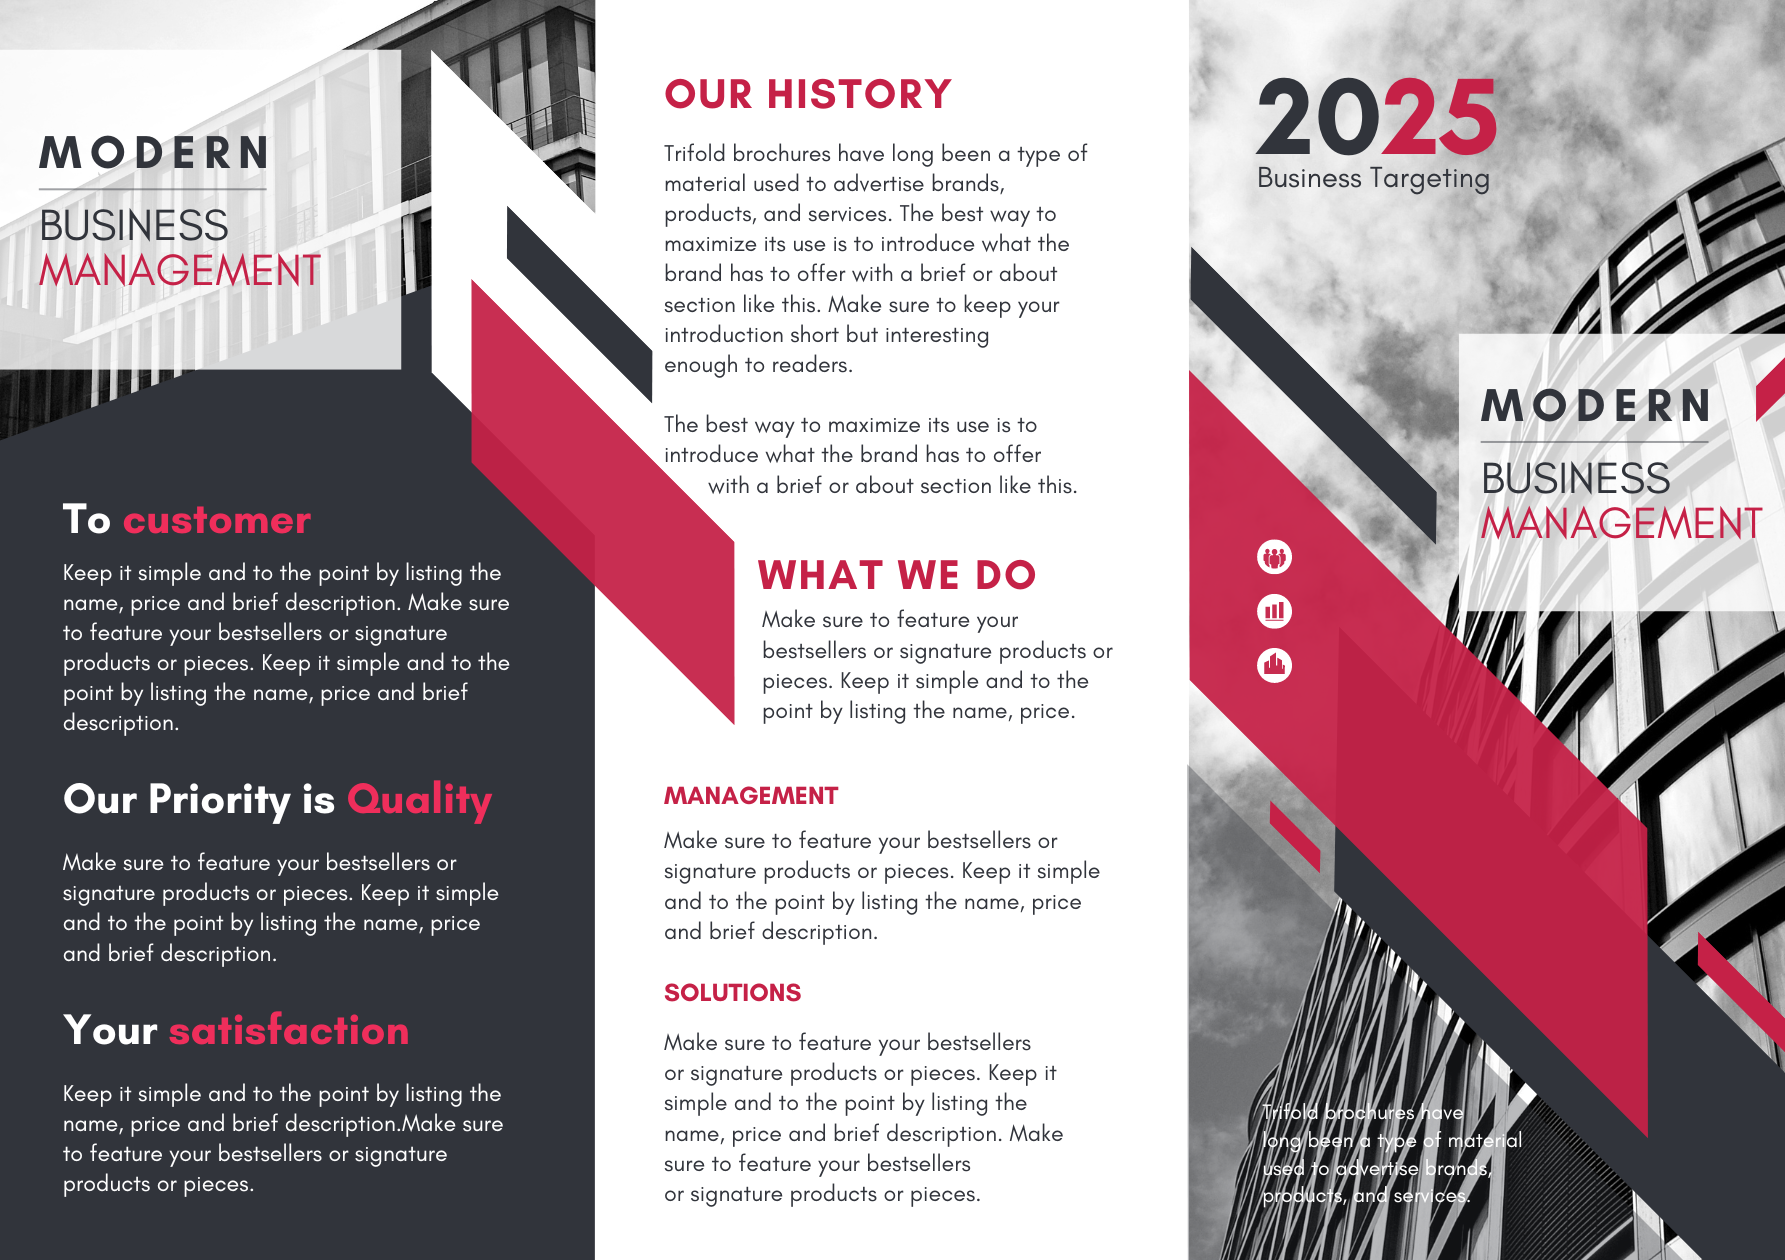 MODERN
BUSINESS
MANAGEMENT
To customer
Keep it simple and to the point by listing the
name, price and brief description. Make sure
to feature your bestsellers or signature
products or pieces. Keep it simple and to the
point by listing the name, price and brief
description.
Our Priority is Quality
Make sure to feature your bestsellers or
signature products or pieces. Keep it simple
and to the point by listing the name, price
and brief description.
Your satisfaction
Keep it simple and to the point by listing the
name, price and brief description.Make sure
to feature your bestsellers or signature
products or pieces.
OUR HISTORY
Trifold brochures have long been a type of
material used to advertise brands,
products, and services. The best way to
maximize its use is to introduce what the
brand has to offer with a brief or about
section like this. Make sure to keep your
introduction short but interesting
enough to readers.
The best way to maximize its use is to
introduce what the brand has to offer
with a brief or about section like this.
WHAT WE DO
Make sure to feature your
bestsellers or signature products or
pieces. Keep it simple and to the
point by listing the name, price.
MANAGEMENT
Make sure to feature your bestsellers or
signature products or pieces. Keep it simple
and to the point by listing the name, price
and brief description.
SOLUTIONS
Make sure to feature your bestsellers
or signature products or pieces. Keep it
simple and to the point by listing the
name, price and brief description. Make
sure to feature your bestsellers
or signature products or pieces.
2025
Business Targeting
MODERN
BUSINESS
MANAGEMENT
Trifold brochures have
long been a type of material
used to advertise brands,
products, and services.